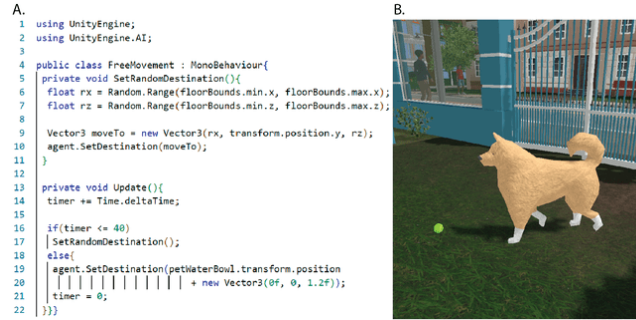 A.
B.
1 using UnityEngine;
2 using UnityEngine.AI;
3
4 public class FreeMovement : MonoBehaviour{
5 private void SetRandomDestination(){
6 float rx = Random.Range(floorBounds.min.x, floorBounds.max.x);
7 float rz = Random.Range(floorBounds.min.z, floorBounds.max.z);
8
9 Vector3 moveTo = new Vector3(rx, transform.position.y, rz);
10 agent.SetDestination(moveTo);
11 }
12
13 private void Update(){
14 timer += Time.deltaTime;
15
16 if(timer <= 40)
17 SetRandomDestination();
18 else{
19 agent.SetDestination(petWaterBowl.transform.position
20 + new Vector3(0f, 0, 1.2f));
21 timer = 0;
22 }}}